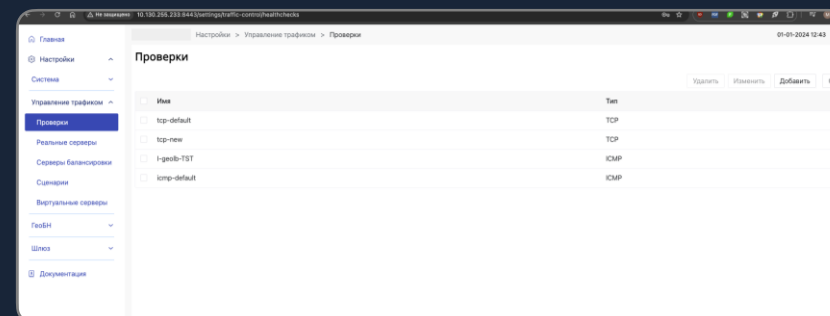 Не защищено 10.130.255.233:8443/settings/traffic-control/healthchecks
Главная
Настройки
Система
Управление трафиком
Проверки
Реальные серверы
Серверы балансировки
Сценарии
Виртуальные серверы
ГеоБН
Шлюз
Документация
Настройки > Управление трафиком > Проверки
01-01-2024 12:43
Проверки
Удалить Изменить Добавить
Имя Тип
tcp-default TCP
tcp-new TCP
l-geolb-TST ICMP
icmp-default ICMP